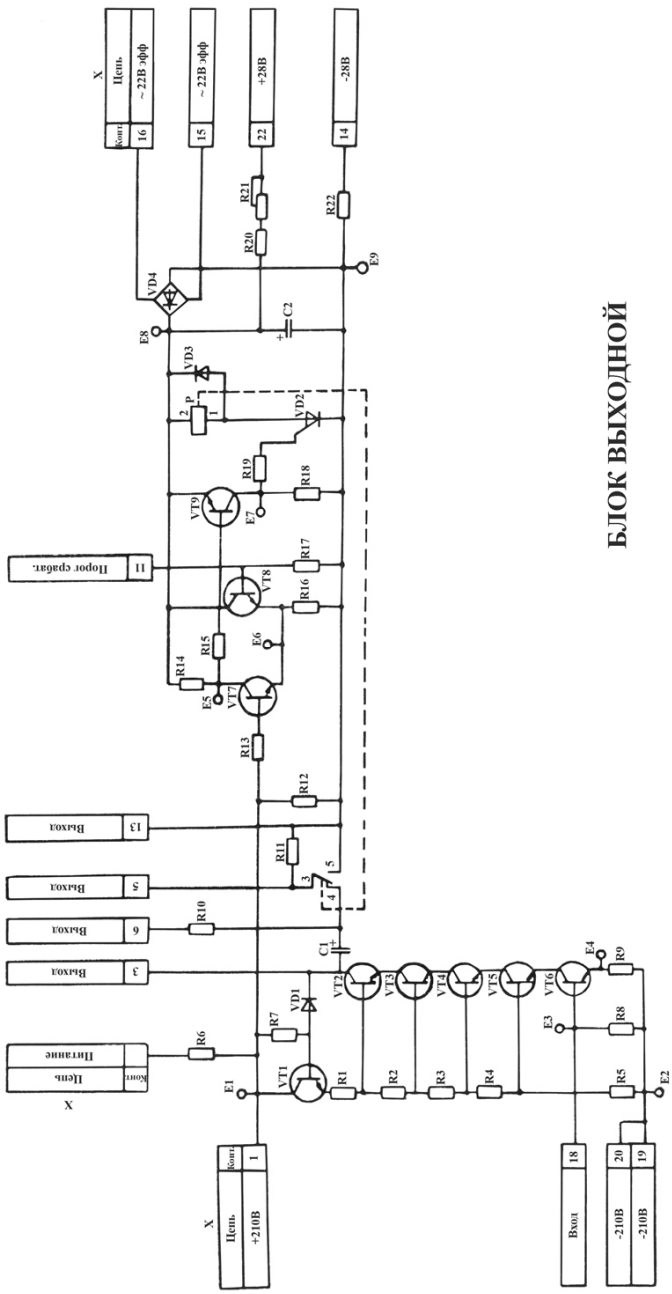 X
Цепь
Конт.
+210В
1
X
Конт.
Цепь
Питание
3
Выход
6
Выход
5
Выход
13
Выход
11
Порог срабат.
X
Конт.
Цепь
16
~ 22В эфф
15
~ 22В эфф
22
+28В
14
-28В
Вход
18
-210В
20
-210В
19
E1
R6
R7
VT1
VD1
R10
R11
R12
R13
3
4
5
C1
+
VT2
VT3
VT4
VT5
VT6
R1
R2
R3
R4
R5
R8
R9
E2
E3
E4
R14
E5
VT7
R15
E6
VT8
R16
R17
VT9
E7
R19
R18
2
P
1
VD3
VD2
E8
VD4
+
C2
R20
R21
R22
E9
БЛОК ВЫХОДНОЙ